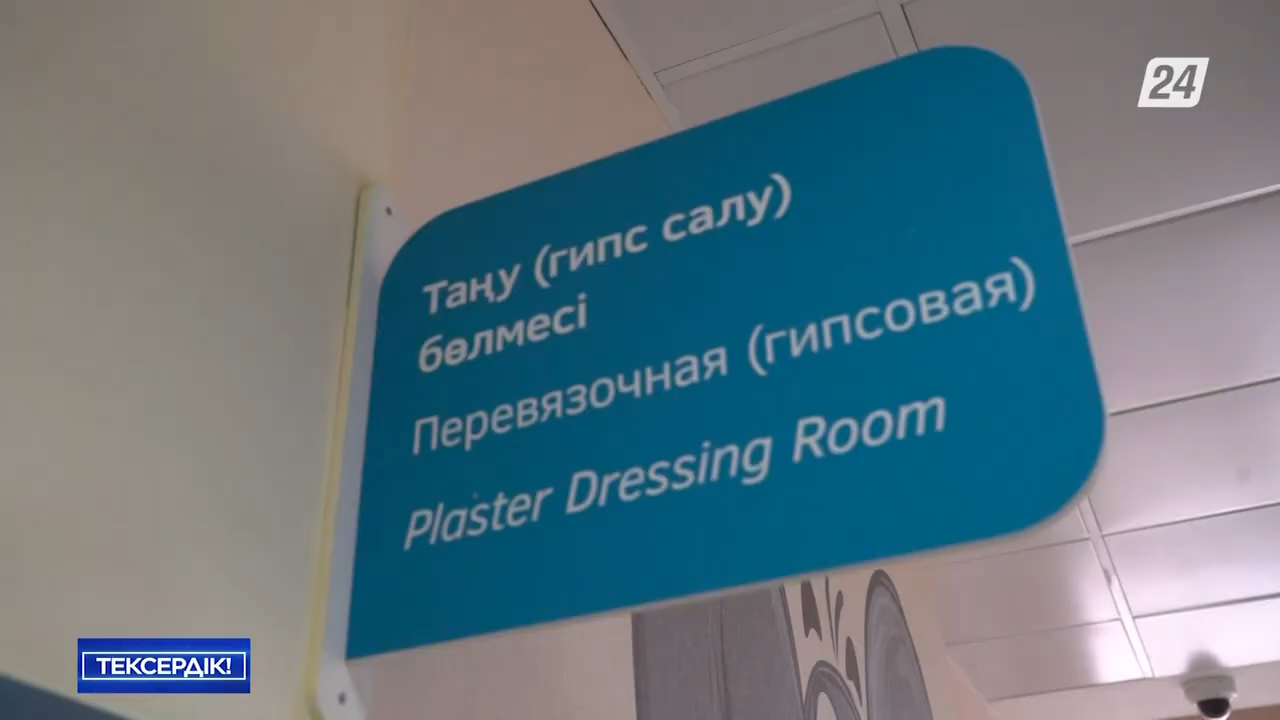 24
Таңу (гипс салу)
бөлмесі
Перевязочная (гипсовая)
Plaster Dressing Room
ТЕКСЕРДІК!